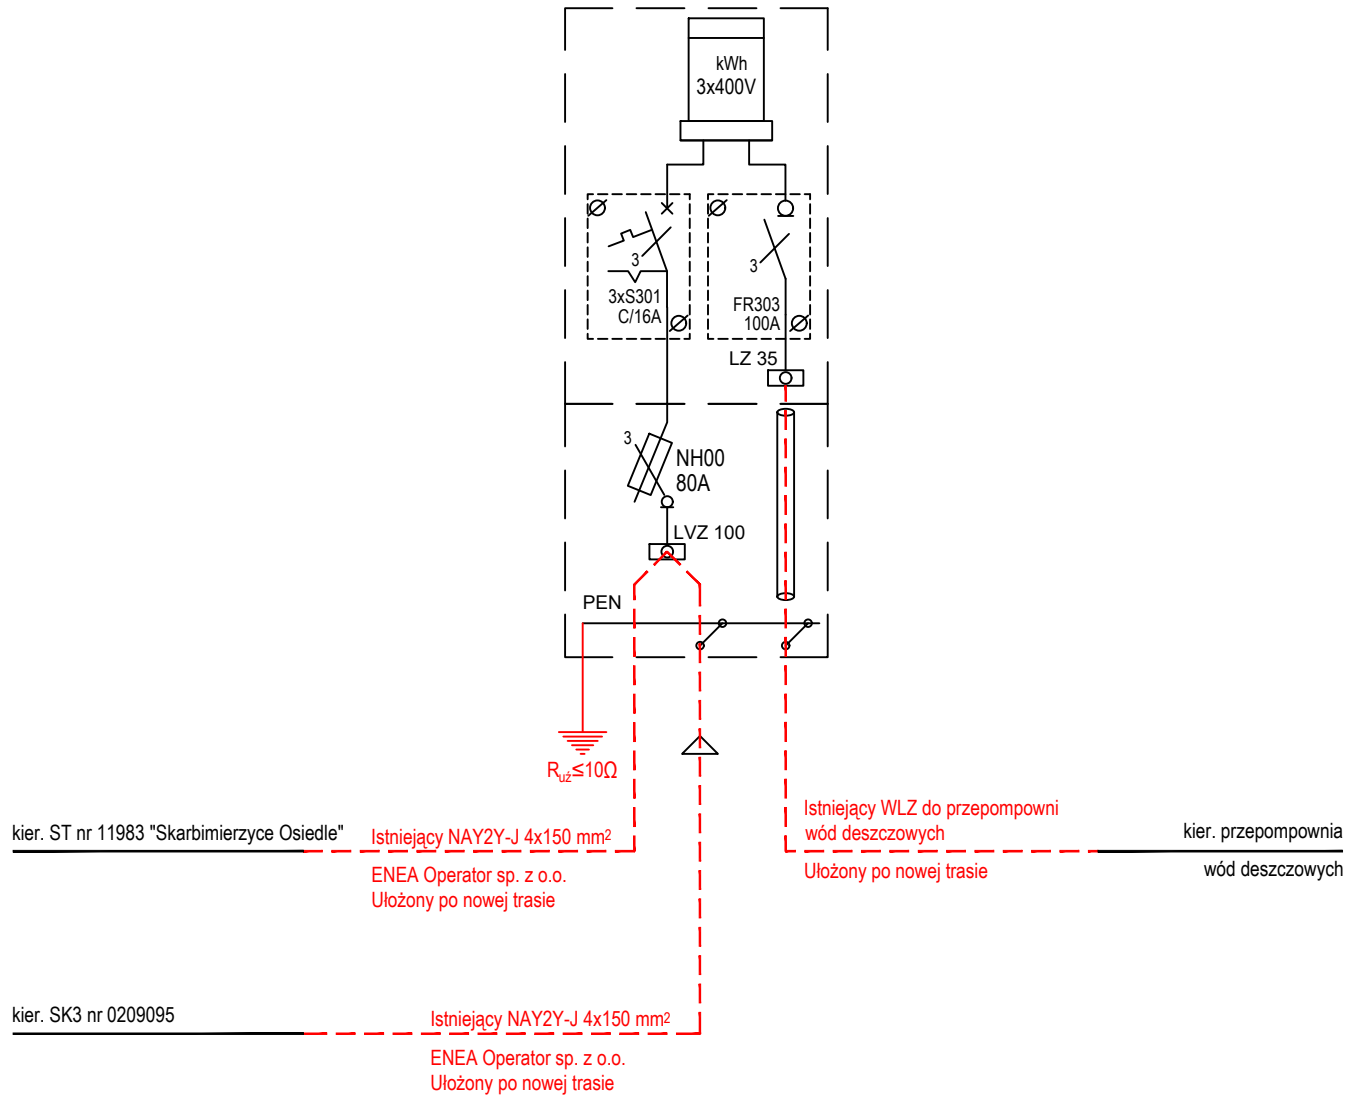 kWh
3x400V
3
3xS301
C/16A
3
FR303
100A
LZ 35
3
NH00
80A
LVZ 100
PEN
Ruż≤10Ω
kier. ST nr 11983 "Skarbimierzyce Osiedle"
Istniejący NAY2Y-J 4x150 mm²
ENEA Operator sp. z o.o.
Ułożony po nowej trasie
Istniejący WLZ do przepompowni
wód deszczowych
Ułożony po nowej trasie
kier. przepompownia
wód deszczowych
kier. SK3 nr 0209095
Istniejący NAY2Y-J 4x150 mm²
ENEA Operator sp. z o.o.
Ułożony po nowej trasie